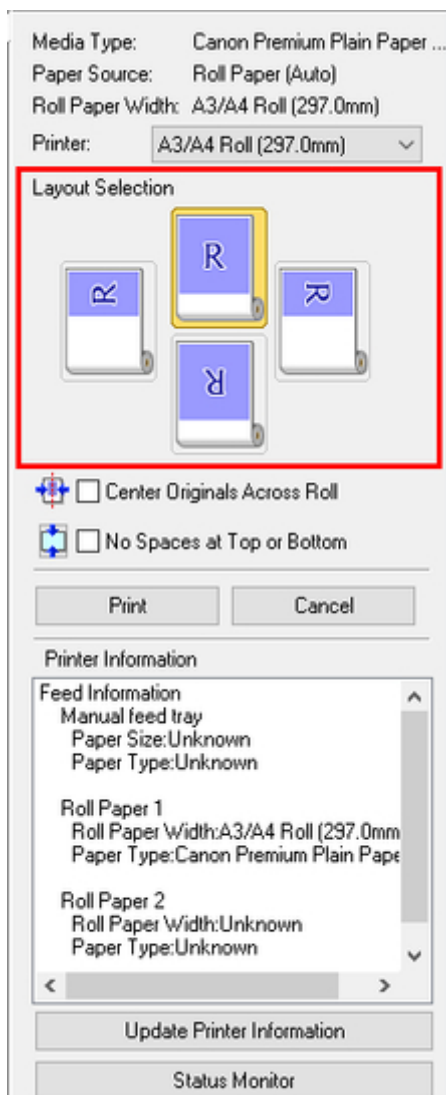 Media Type: Canon Premium Plain Paper ...
Paper Source: Roll Paper (Auto)
Roll Paper Width: A3/A4 Roll (297.0mm)
Printer: A3/A4 Roll (297.0mm)
Layout Selection
R
R R
R
Center Originals Across Roll
No Spaces at Top or Bottom
Print Cancel
Printer Information
Feed Information
Manual feed tray
Paper Size:Unknown
Paper Type:Unknown
Roll Paper 1
Roll Paper Width:A3/A4 Roll (297.0mm
Paper Type:Canon Premium Plain Pape
Roll Paper 2
Roll Paper Width:Unknown
Paper Type:Unknown
Update Printer Information
Status Monitor